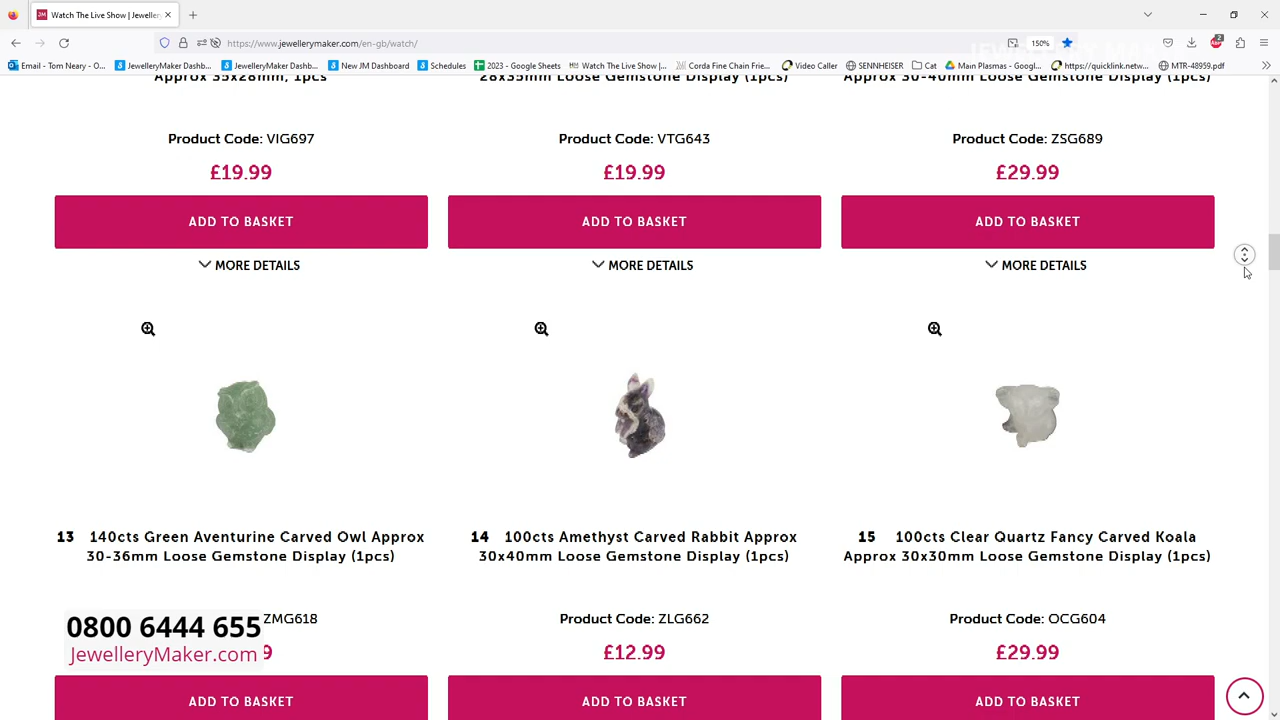 Watch The Live Show | Jeweller
https://www.jewellerymaker.com/en-gb/watch/
150%
2
Email - Tom Neary - O... JewelleryMaker Dashb... JewelleryMaker Dashb... New JM Dashboard Schedules 2023 - Google Sheets Watch The Live Show |... Corda Fine Chain Frie... Video Caller SENNHEISER Cat Main Plasmas - Googl... https://quicklink.netw... MTR-48959.pdf
Approx 35x28mm, 1pcs
28x35mm Loose Gemstone Display (1pcs)
Approx 30-40mm Loose Gemstone Display (1pcs)
Product Code: VIG697
Product Code: VTG643
Product Code: ZSG689
£19.99
£19.99
£29.99
ADD TO BASKET
ADD TO BASKET
ADD TO BASKET
MORE DETAILS
MORE DETAILS
MORE DETAILS
13 140cts Green Aventurine Carved Owl Approx
30-36mm Loose Gemstone Display (1pcs)
14 100cts Amethyst Carved Rabbit Approx
30x40mm Loose Gemstone Display (1pcs)
15 100cts Clear Quartz Fancy Carved Koala
Approx 30x30mm Loose Gemstone Display (1pcs)
ZMG618
Product Code: ZLG662
Product Code: OCG604
0800 6444 655
JewelleryMaker.com
9
£12.99
£29.99
ADD TO BASKET
ADD TO BASKET
ADD TO BASKET